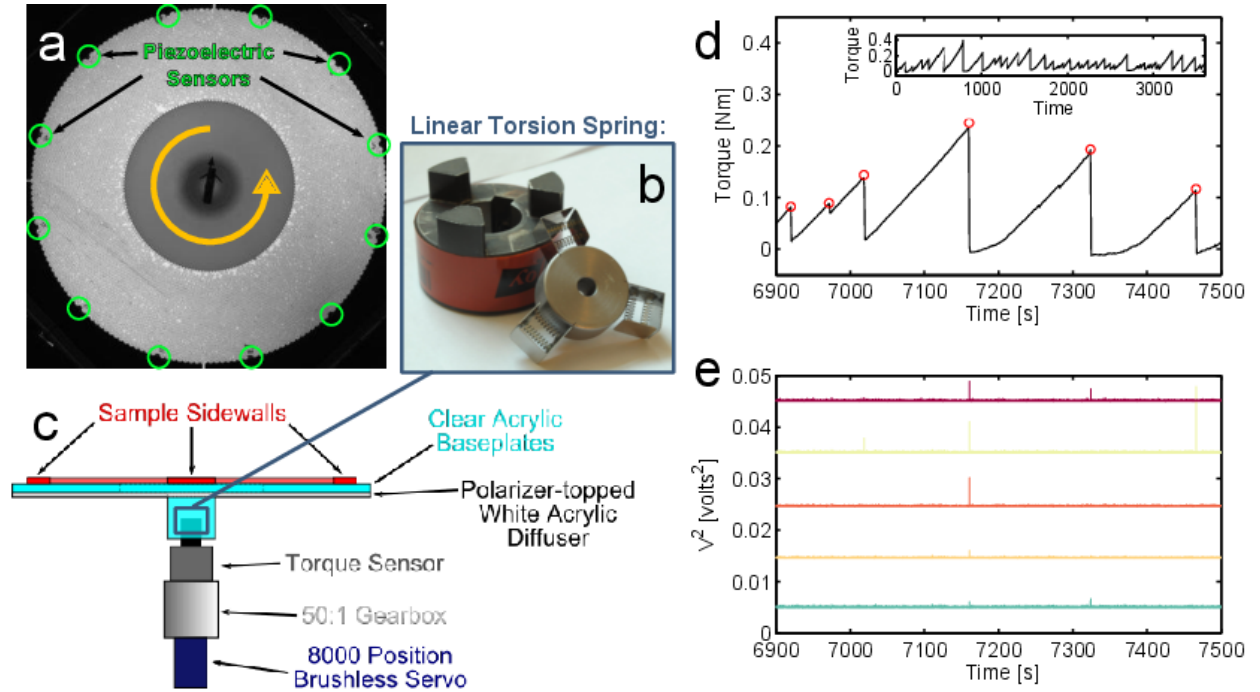 a
Piezoelectric
Sensors
Linear Torsion Spring:
b
c
Sample Sidewalls
Clear Acrylic
Baseplates
Polarizer-topped
White Acrylic
Diffuser
Torque Sensor
50:1 Gearbox
8000 Position
Brushless Servo
d
Torque [Nm]
0.4
0.3
0.2
0.1
0
6900 7000 7100 7200 7300 7400 7500
Time [s]
Torque
0.4
0.2
0
0 1000 2000 3000
Time
e
V² [volts²]
0.05
0.04
0.03
0.02
0.01
0
6900 7000 7100 7200 7300 7400 7500
Time [s]